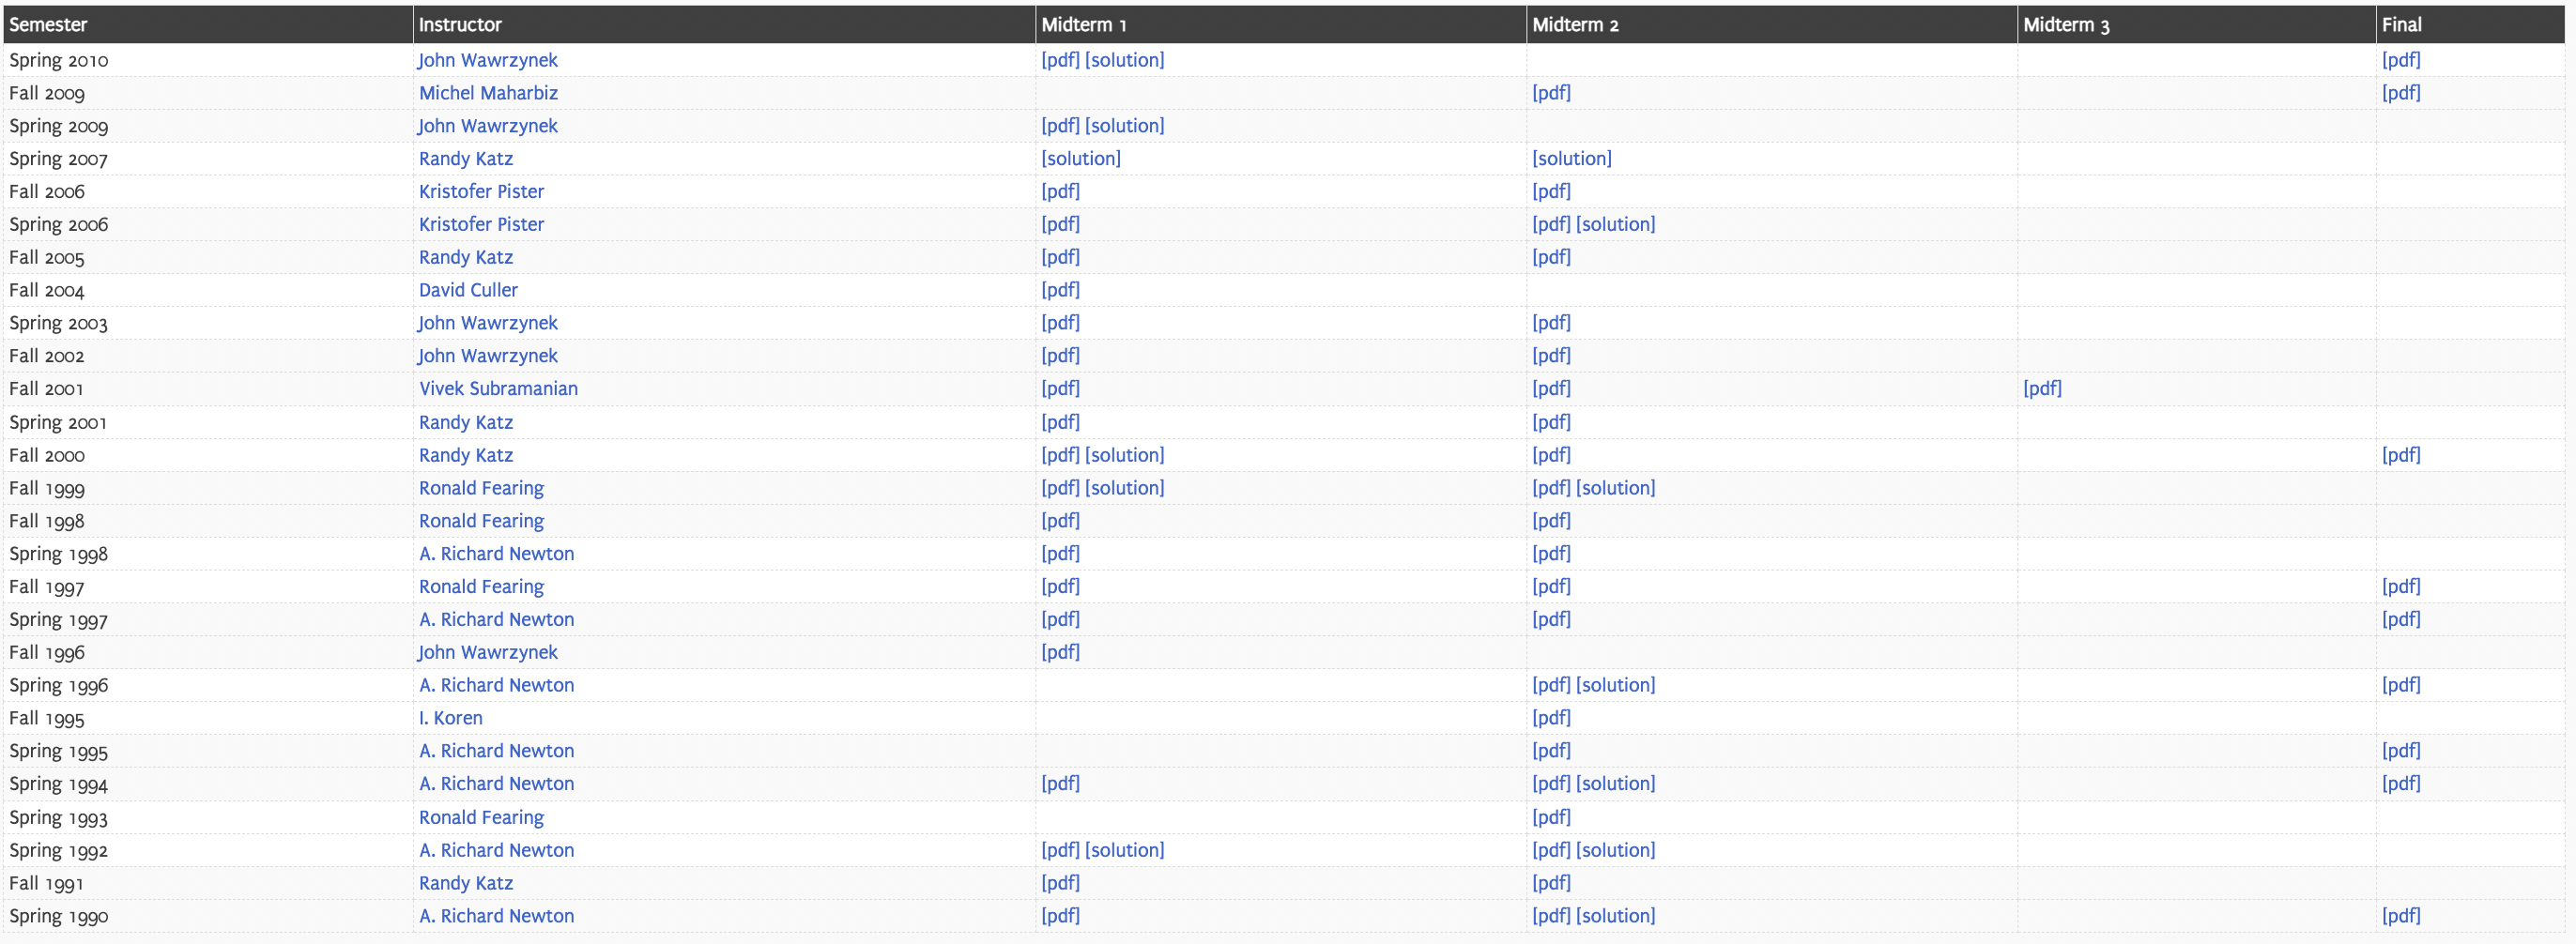 Semester Instructor Midterm 1 Midterm 2 Midterm 3 Final
Spring 2010 John Wawrzynek [pdf] [solution] [pdf]
Fall 2009 Michel Maharbiz [pdf] [pdf]
Spring 2009 John Wawrzynek [pdf] [solution]
Spring 2007 Randy Katz [solution] [solution]
Fall 2006 Kristofer Pister [pdf] [pdf]
Spring 2006 Kristofer Pister [pdf] [pdf] [solution]
Fall 2005 Randy Katz [pdf] [pdf]
Fall 2004 David Culler [pdf]
Spring 2003 John Wawrzynek [pdf] [pdf]
Fall 2002 John Wawrzynek [pdf] [pdf]
Fall 2001 Vivek Subramanian [pdf] [pdf] [pdf]
Spring 2001 Randy Katz [pdf] [pdf]
Fall 2000 Randy Katz [pdf] [solution] [pdf] [pdf]
Fall 1999 Ronald Fearing [pdf] [solution] [pdf] [solution]
Fall 1998 Ronald Fearing [pdf] [pdf]
Spring 1998 A. Richard Newton [pdf] [pdf]
Fall 1997 Ronald Fearing [pdf] [pdf] [pdf]
Spring 1997 A. Richard Newton [pdf] [pdf] [pdf]
Fall 1996 John Wawrzynek [pdf]
Spring 1996 A. Richard Newton [pdf] [solution] [pdf]
Fall 1995 I. Koren [pdf]
Spring 1995 A. Richard Newton [pdf] [pdf]
Spring 1994 A. Richard Newton [pdf] [pdf] [solution] [pdf]
Spring 1993 Ronald Fearing [pdf]
Spring 1992 A. Richard Newton [pdf] [solution] [pdf] [solution]
Fall 1991 Randy Katz [pdf] [pdf]
Spring 1990 A. Richard Newton [pdf] [pdf] [solution] [pdf]